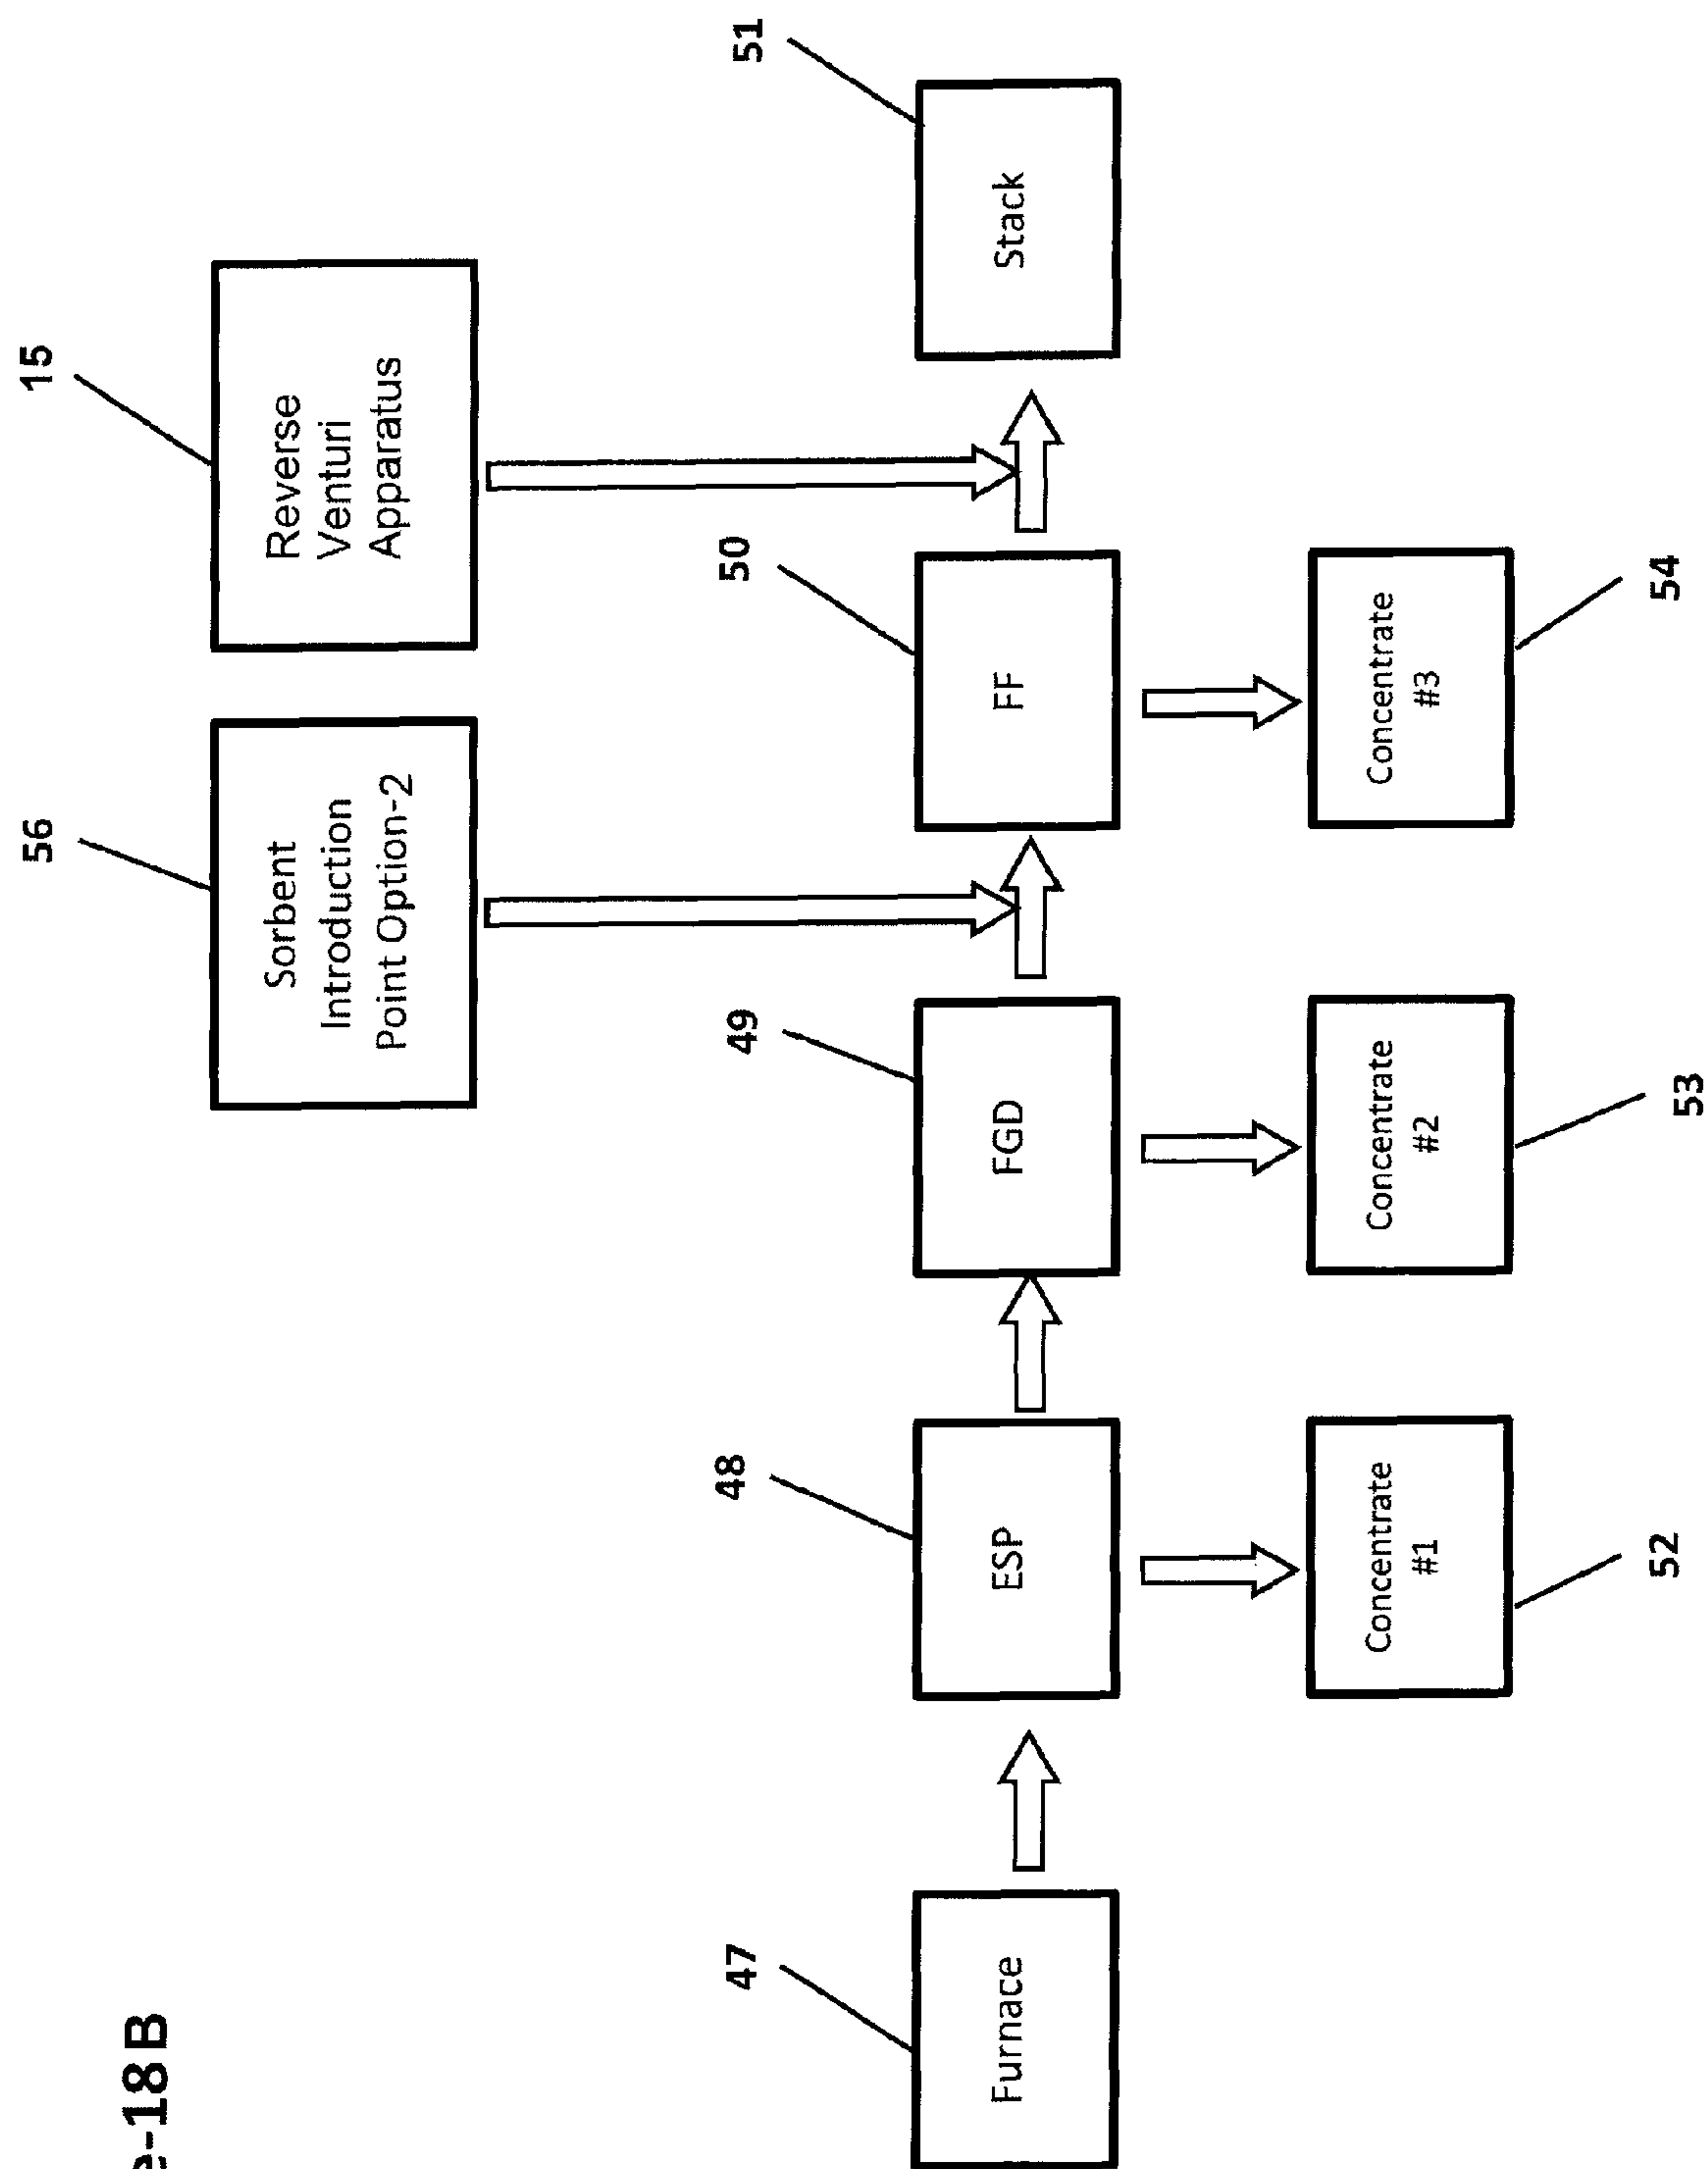 e-18B
56
15
Sorbent
Introduction
Point Option-2
Reverse
Venturi
Apparatus
47
48
49
50
51
Furnace
ESP
FGD
FF
Stack
Concentrate
#1
Concentrate
#2
Concentrate
#3
52
53
54